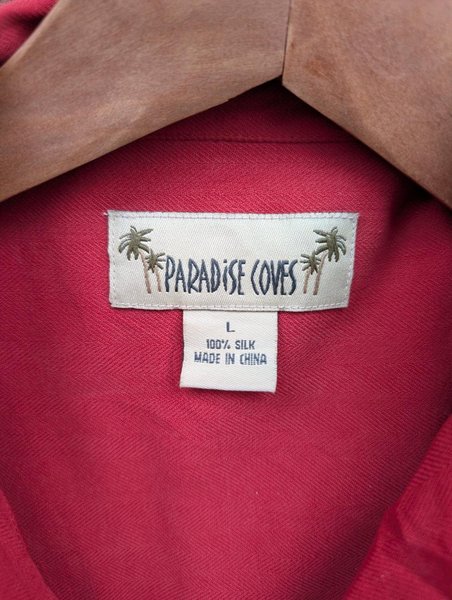 PARADiSE COVES
L
100% SILK
MADE IN CHINA